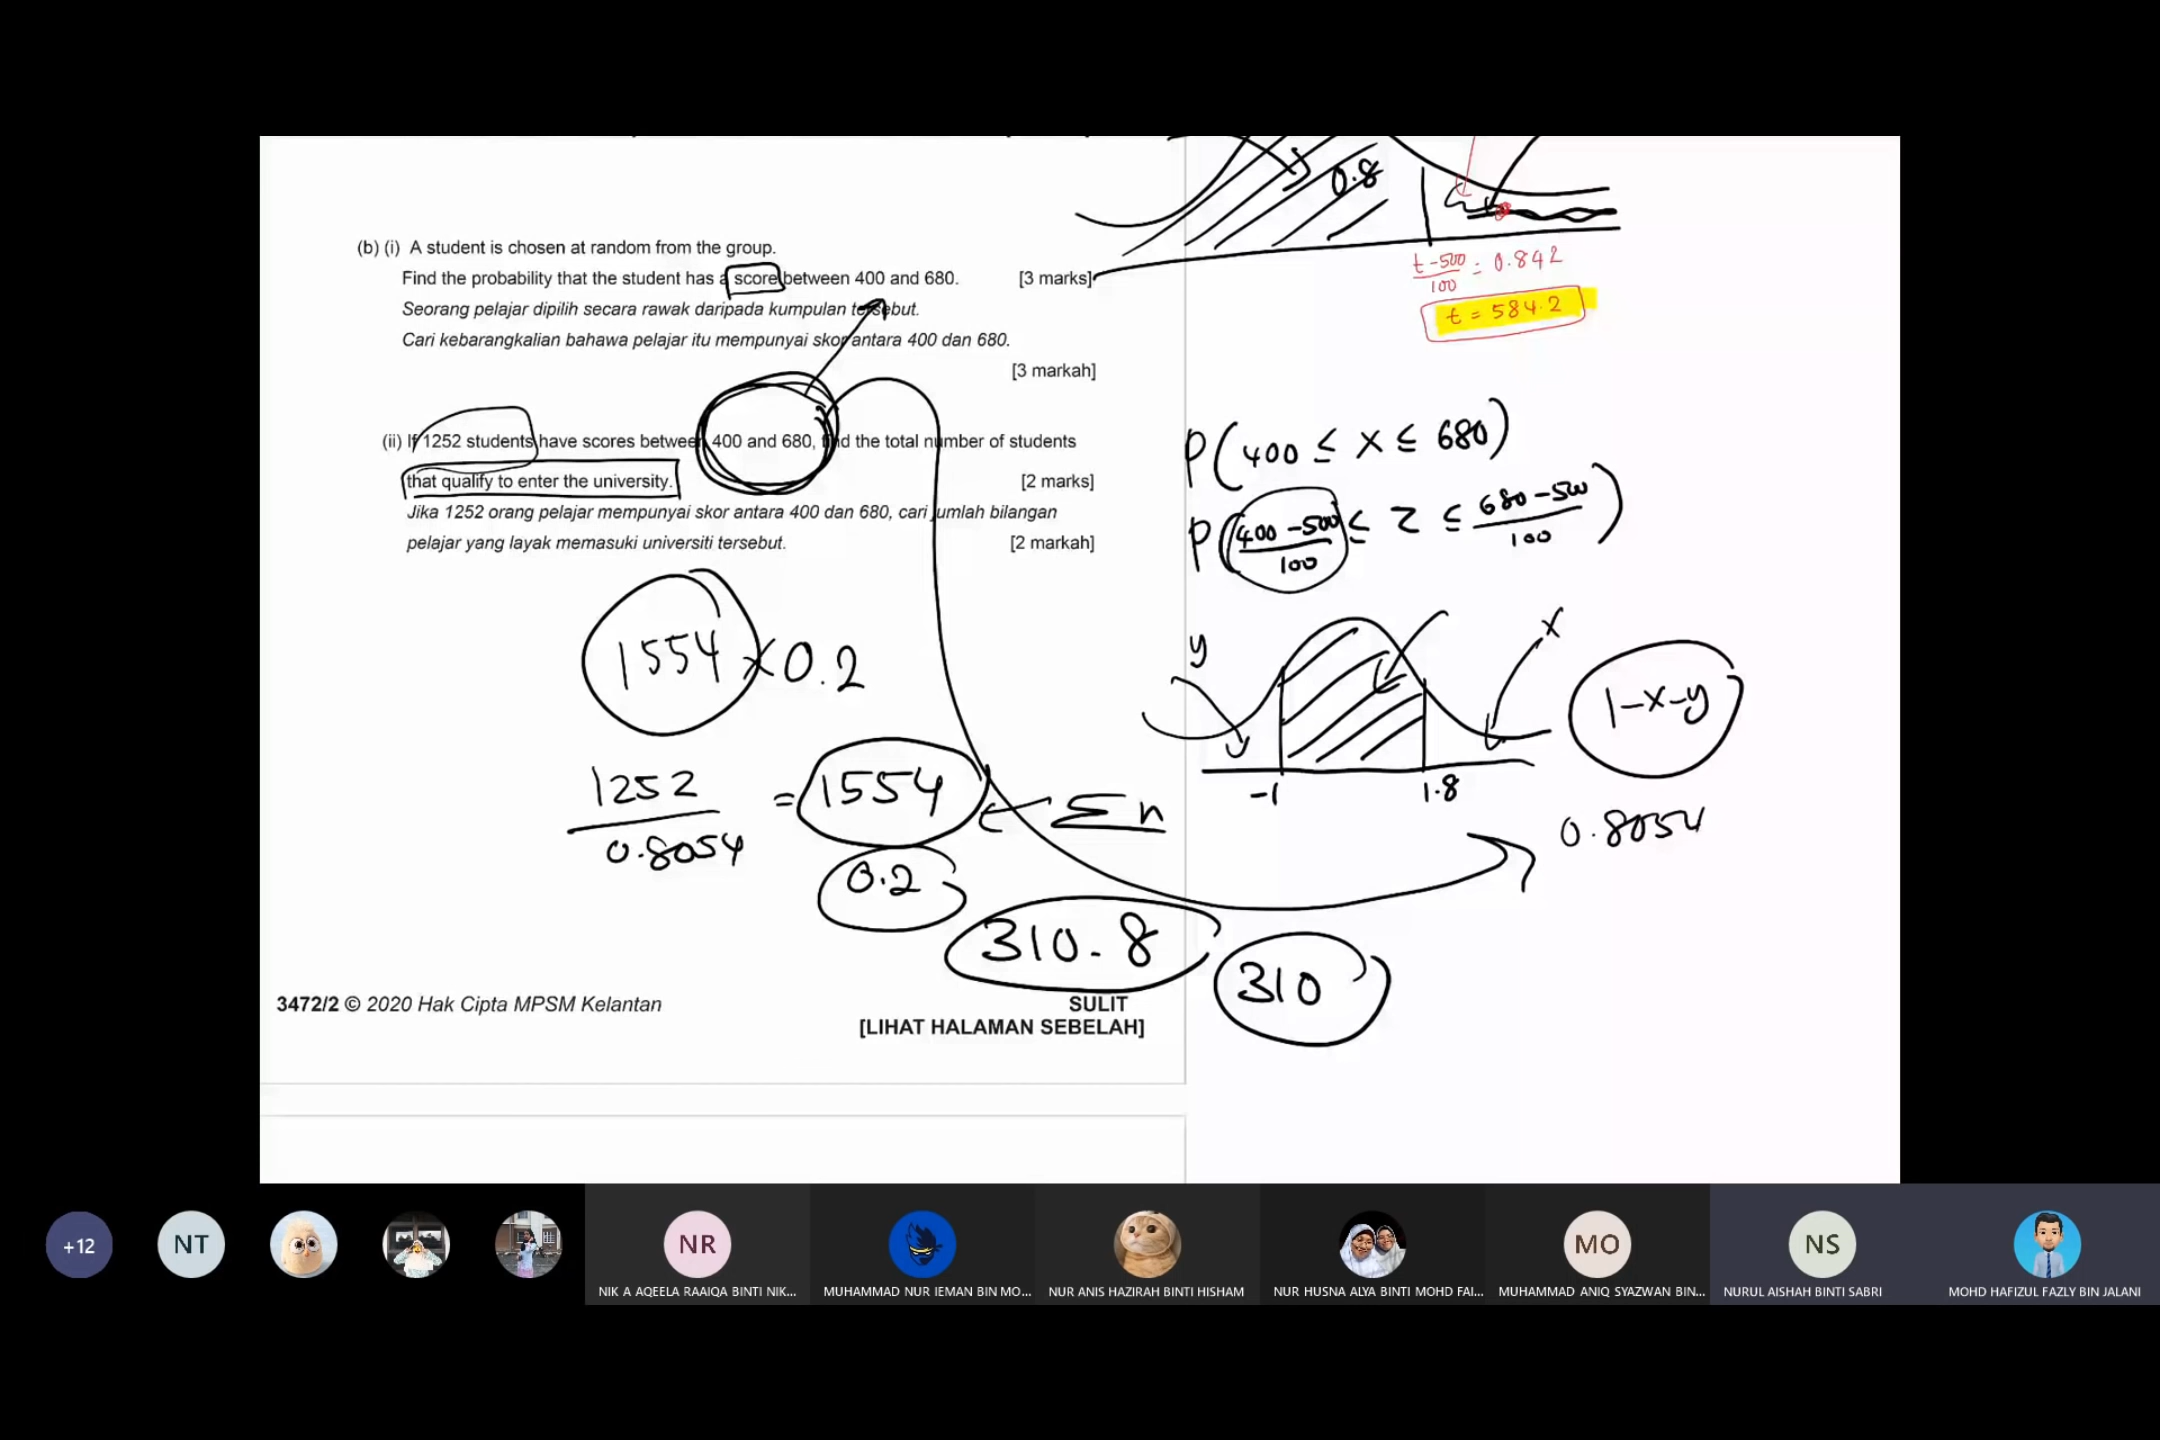 0.8
t-500/100 = 0.842
t = 584.2
(b) (i) A student is chosen at random from the group.
Find the probability that the student has a score between 400 and 680. [3 marks]
Seorang pelajar dipilih secara rawak daripada kumpulan tersebut.
Cari kebarangkalian bahawa pelajar itu mempunyai skor antara 400 dan 680.
[3 markah]
(ii) If 1252 students have scores between 400 and 680, find the total number of students
that qualify to enter the university. [2 marks]
Jika 1252 orang pelajar mempunyai skor antara 400 dan 680, cari jumlah bilangan
pelajar yang layak memasuki universiti tersebut. [2 markah]
P(400 ≤ X ≤ 680)
P(400-500/100 ≤ Z ≤ 680-500/100)
y
x
1-x-y
-1
1.8
0.8054
1554 × 0.2
1252/0.8054 = 1554
Σn
0.2
310.8
310
3472/2 © 2020 Hak Cipta MPSM Kelantan
SULIT
[LIHAT HALAMAN SEBELAH]
+12
NT
NR
MO
NS
NIK A AQEELA RAAIQA BINTI NIK...
MUHAMMAD NUR IEMAN BIN MO...
NUR ANIS HAZIRAH BINTI HISHAM
NUR HUSNA ALYA BINTI MOHD FAI...
MUHAMMAD ANIQ SYAZWAN BIN...
NURUL AISHAH BINTI SABRI
MOHD HAFIZUL FAZLY BIN JALANI